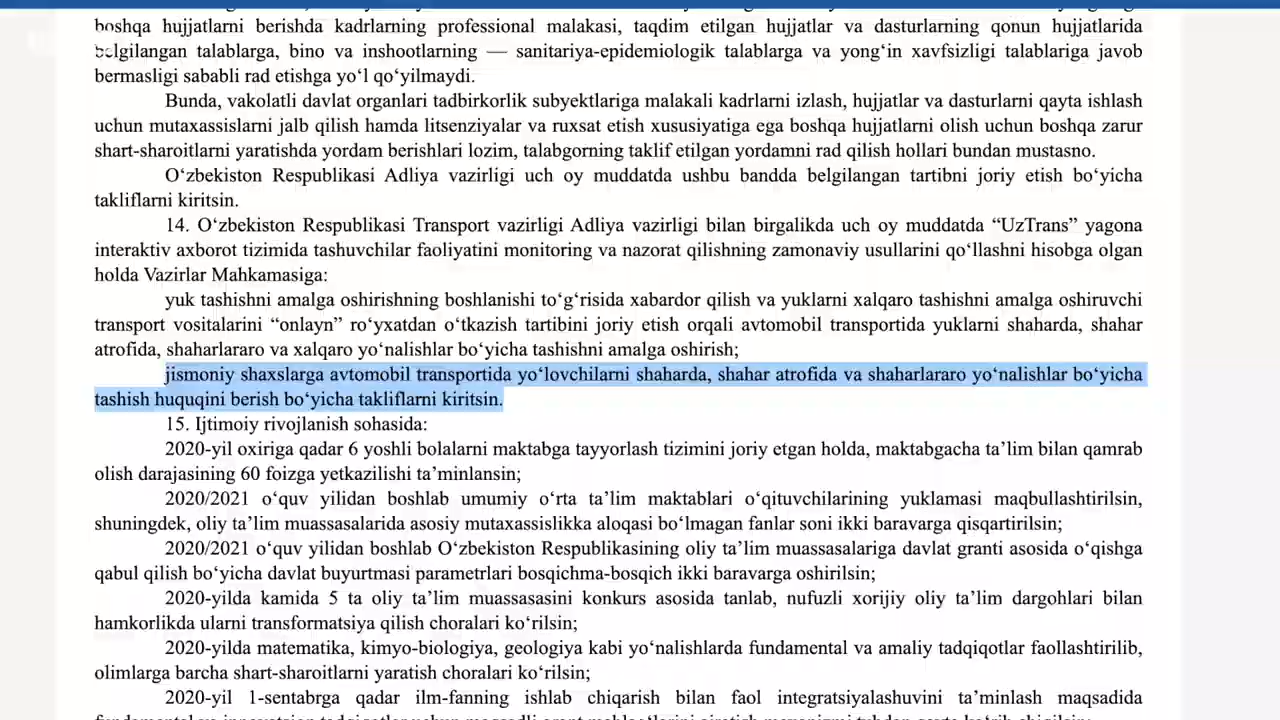 boshqa hujjatlarni berishda kadrlarning professional malakasi, taqdim etilgan hujjatlar va dasturlarning qonun hujjatlarida
belgilangan talablarga, bino va inshootlarning — sanitariya-epidemiologik talablarga va yong‘in xavfsizligi talablariga javob
bermasligi sababli rad etishga yo‘l qo‘yilmaydi.
Bunda, vakolatli davlat organlari tadbirkorlik subyektlariga malakali kadrlarni izlash, hujjatlar va dasturlarni qayta ishlash
uchun mutaxassislarni jalb qilish hamda litsenziyalar va ruxsat etish xususiyatiga ega boshqa hujjatlarni olish uchun boshqa zarur
shart-sharoitlarni yaratishda yordam berishlari lozim, talabgorning taklif etilgan yordamni rad qilish hollari bundan mustasno.
O‘zbekiston Respublikasi Adliya vazirligi uch oy muddatda ushbu bandda belgilangan tartibni joriy etish bo‘yicha
takliflarni kiritsin.
14. O‘zbekiston Respublikasi Transport vazirligi Adliya vazirligi bilan birgalikda uch oy muddatda “UzTrans” yagona
interaktiv axborot tizimida tashuvchilar faoliyatini monitoring va nazorat qilishning zamonaviy usullarini qo‘llashni hisobga olgan
holda Vazirlar Mahkamasiga:
yuk tashishni amalga oshirishning boshlanishi to‘g‘risida xabardor qilish va yuklarni xalqaro tashishni amalga oshiruvchi
transport vositalarini “onlayn” ro‘yxatdan o‘tkazish tartibini joriy etish orqali avtomobil transportida yuklarni shaharda, shahar
atrofida, shaharlararo va xalqaro yo‘nalishlar bo‘yicha tashishni amalga oshirish;
jismoniy shaxslarga avtomobil transportida yo‘lovchilarni shaharda, shahar atrofida va shaharlararo yo‘nalishlar bo‘yicha
tashish huquqini berish bo‘yicha takliflarni kiritsin.
15. Ijtimoiy rivojlanish sohasida:
2020-yil oxiriga qadar 6 yoshli bolalarni maktabga tayyorlash tizimini joriy etgan holda, maktabgacha ta’lim bilan qamrab
olish darajasining 60 foizga yetkazilishi ta’minlansin;
2020/2021 o‘quv yilidan boshlab umumiy o‘rta ta’lim maktablari o‘qituvchilarining yuklamasi maqbullashtirilsin,
shuningdek, oliy ta’lim muassasalarida asosiy mutaxassislikka aloqasi bo‘lmagan fanlar soni ikki baravarga qisqartirilsin;
2020/2021 o‘quv yilidan boshlab O‘zbekiston Respublikasining oliy ta’lim muassasalariga davlat granti asosida o‘qishga
qabul qilish bo‘yicha davlat buyurtmasi parametrlari bosqichma-bosqich ikki baravarga oshirilsin;
2020-yilda kamida 5 ta oliy ta’lim muassasasini konkurs asosida tanlab, nufuzli xorijiy oliy ta’lim dargohlari bilan
hamkorlikda ularni transformatsiya qilish choralari ko‘rilsin;
2020-yilda matematika, kimyo-biologiya, geologiya kabi yo‘nalishlarda fundamental va amaliy tadqiqotlar faollashtirilib,
olimlarga barcha shart-sharoitlarni yaratish choralari ko‘rilsin;
2020-yil 1-sentabrga qadar ilm-fanning ishlab chiqarish bilan faol integratsiyalashuvini ta’minlash maqsadida